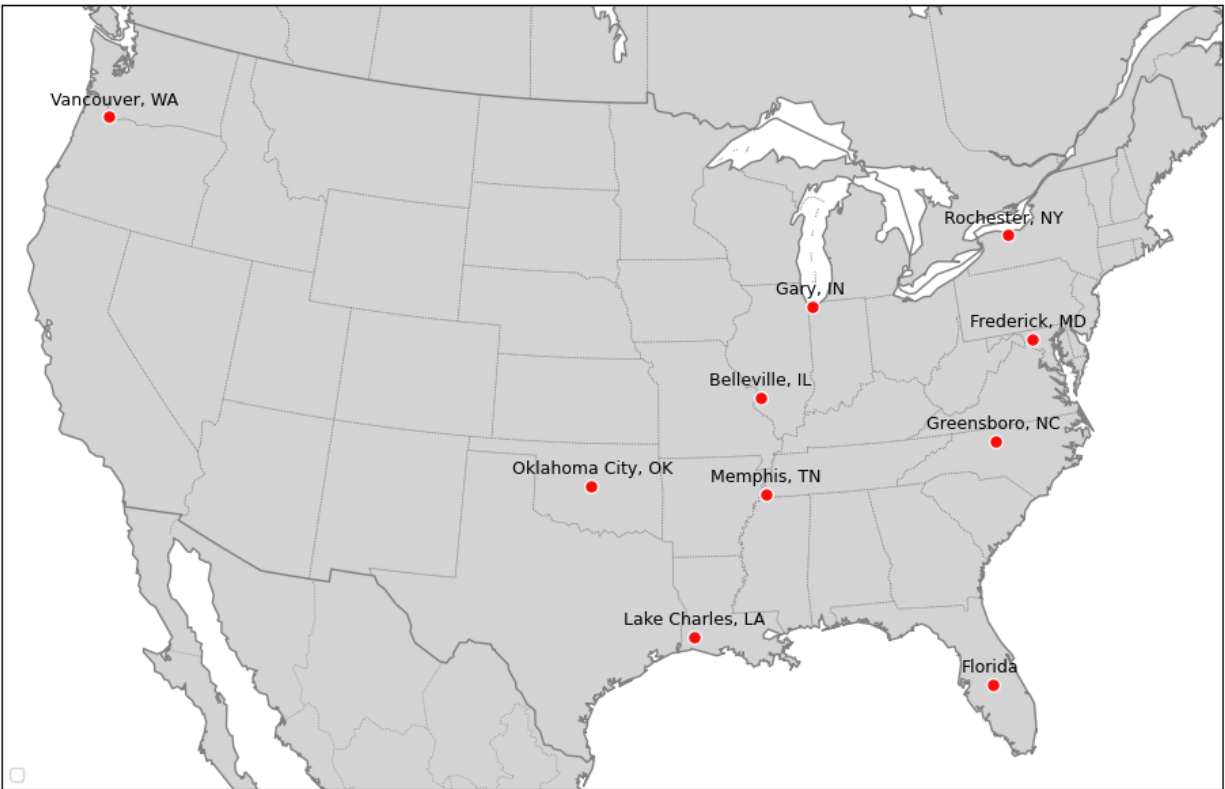 Vancouver, WA
Rochester, NY
Gary, IN
Frederick, MD
Belleville, IL
Greensboro, NC
Oklahoma City, OK
Memphis, TN
Lake Charles, LA
Florida